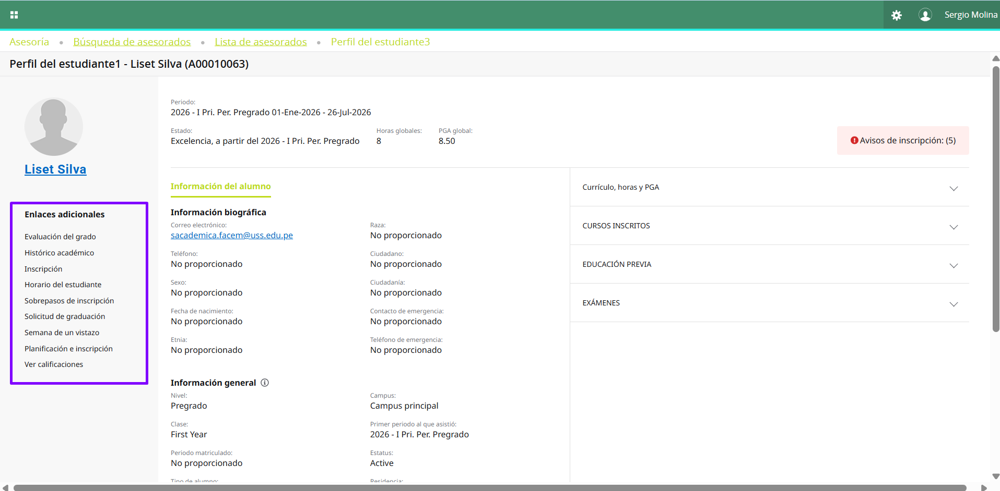 Sergio Molina
Asesoría • Búsqueda de asesorados • Lista de asesorados • Perfil del estudiante3
Perfil del estudiante1 - Liset Silva (A00010063)
Liset Silva
Enlaces adicionales
Evaluación del grado
Histórico académico
Inscripción
Horario del estudiante
Sobrepasos de inscripción
Solicitud de graduación
Semana de un vistazo
Planificación e inscripción
Ver calificaciones
Periodo:
2026 - I Pri. Per. Pregrado 01-Ene-2026 - 26-Jul-2026
Estado: Horas globales: PGA global:
Excelencia, a partir del 2026 - I Pri. Per. Pregrado 8 8.50
Avisos de inscripción: (5)
Información del alumno
Información biográfica
Correo electrónico: Raza:
sacademica.facem@uss.edu.pe No proporcionado
Teléfono: Ciudadano:
No proporcionado No proporcionado
Sexo: Ciudadanía:
No proporcionado No proporcionado
Fecha de nacimiento: Contacto de emergencia:
No proporcionado No proporcionado
Etnia: Teléfono de emergencia:
No proporcionado No proporcionado
Información general
Nivel: Campus:
Pregrado Campus principal
Clase: Primer periodo al que asistió:
First Year 2026 - I Pri. Per. Pregrado
Periodo matriculado: Estatus:
No proporcionado Active
Tipo de alumno: Residencia:
Currículo, horas y PGA
CURSOS INSCRITOS
EDUCACIÓN PREVIA
EXÁMENES